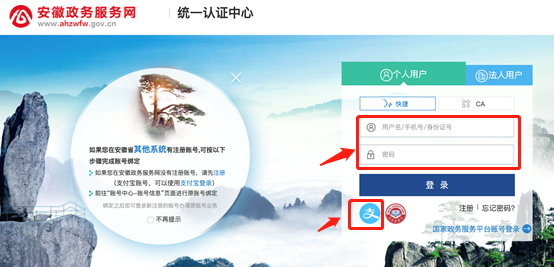 安徽政务服务网 统一认证中心
www.ahzwfw.gov.cn
个人用户 法人用户
快捷 CA
用户名/手机号/身份证号
密码
登 录
注册 | 忘记密码?
国家政务服务平台账号登录
如果您在安徽省其他系统有注册账号,可按以下
步骤完成账号绑定
如果您在安徽政务服务网没有注册账号，请先注册
(支付宝账号，可以使用支付宝登录)
前往"账号中心--账号信息"页面进行原账号绑定
绑定之后您可登录新注册的账号办理原账号业务
不再提示